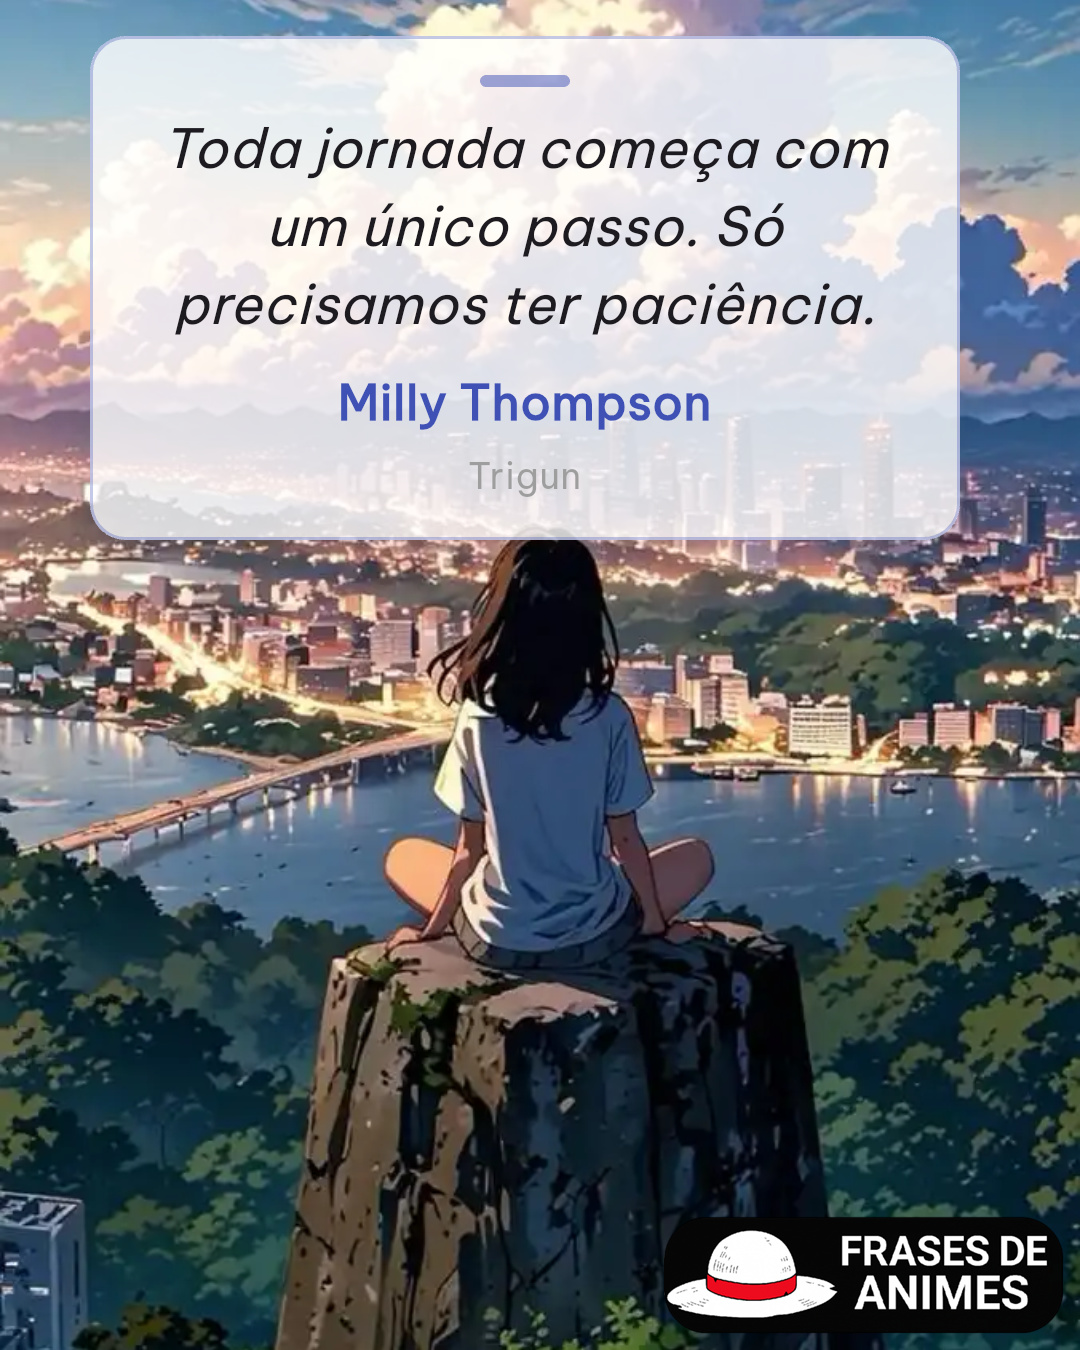 Toda jornada começa com
um único passo. Só
precisamos ter paciência.
Milly Thompson
Trigun
FRASES DE
ANIMES